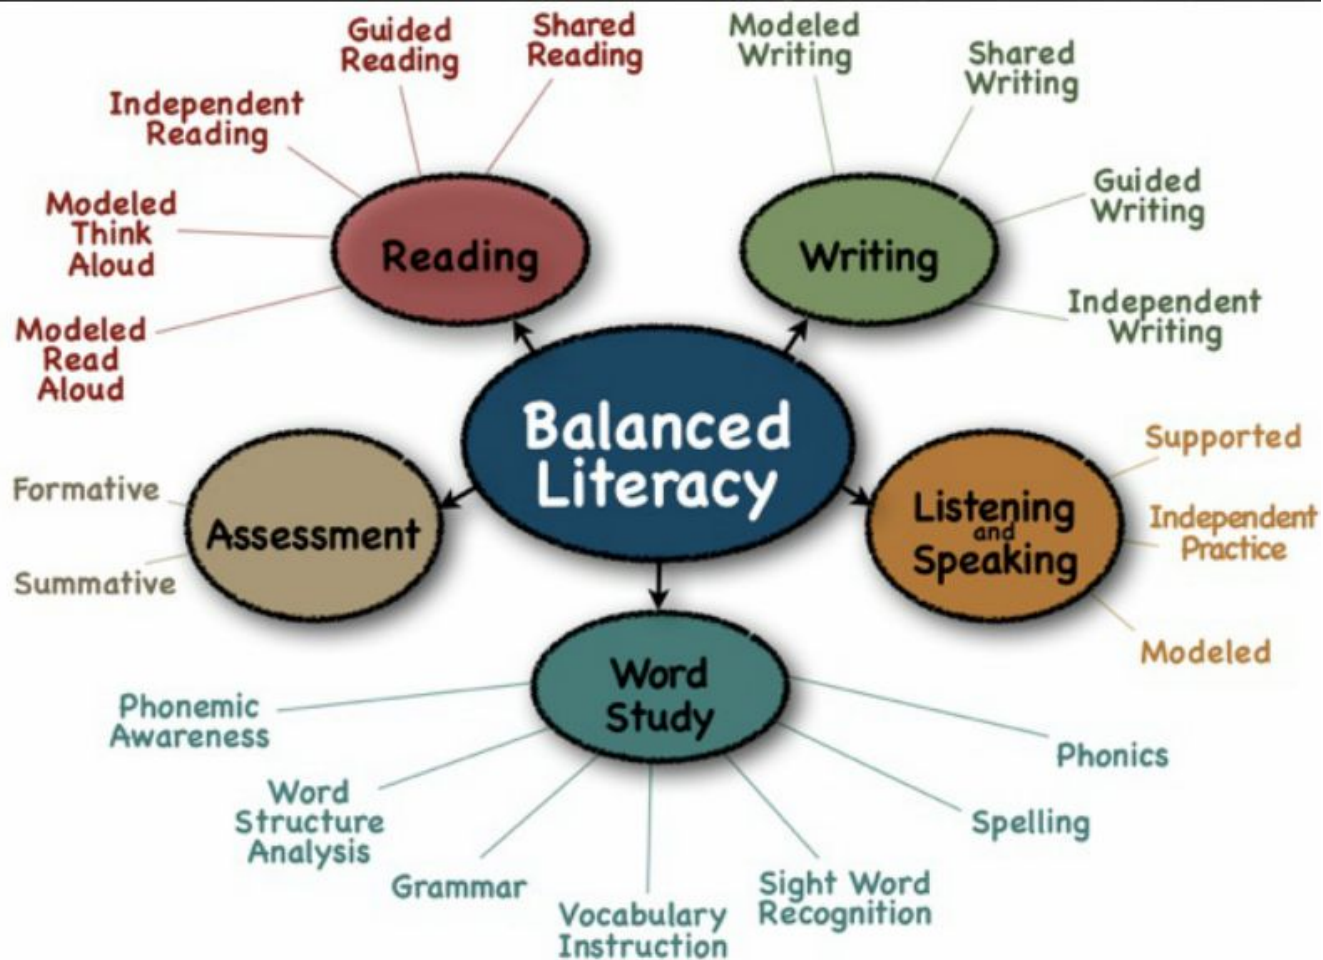 Guided
Reading
Shared
Reading
Independent
Reading
Modeled
Think
Aloud
Modeled
Read
Aloud
Reading
Modeled
Writing
Shared
Writing
Guided
Writing
Independent
Writing
Writing
Balanced
Literacy
Formative
Summative
Assessment
Listening
and
Speaking
Supported
Independent
Practice
Modeled
Word
Study
Phonemic
Awareness
Word
Structure
Analysis
Grammar
Vocabulary
Instruction
Sight Word
Recognition
Spelling
Phonics